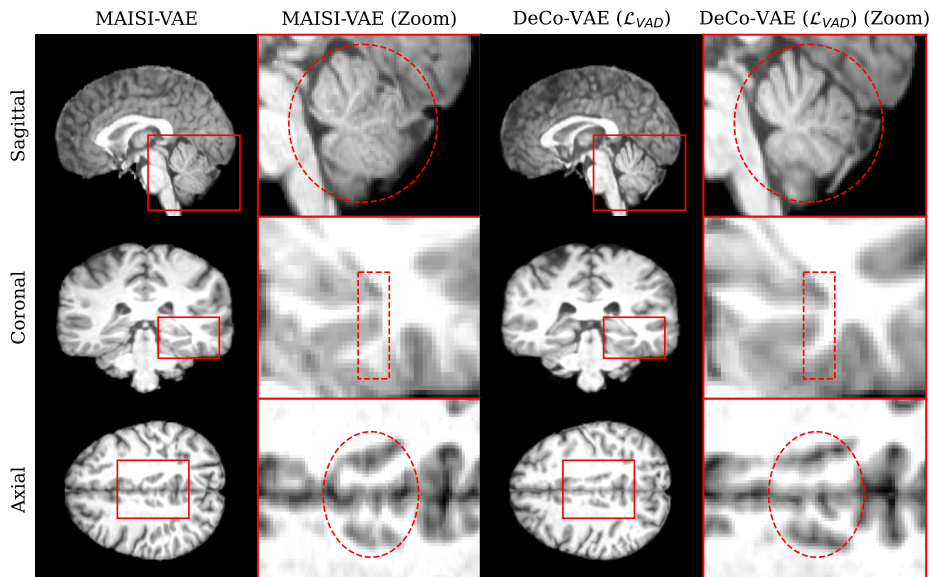 MAISI-VAE MAISI-VAE (Zoom) DeCo-VAE (ℒ_VAD) DeCo-VAE (ℒ_VAD) (Zoom)
Sagittal
Coronal
Axial